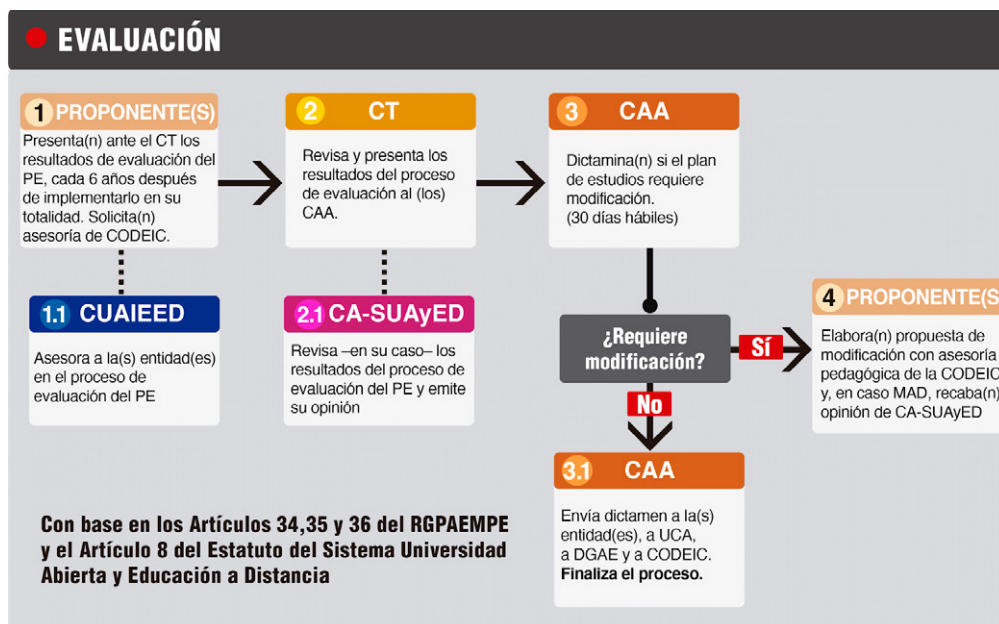 EVALUACIÓN
1 PROPONENTE(S)
Presenta(n) ante el CT los
resultados de evaluación del
PE, cada 6 años después
de implementarlo en su
totalidad. Solicita(n)
asesoría de CODEIC.
2 CT
Revisa y presenta los
resultados del proceso
de evaluación al (los)
CAA.
3 CAA
Dictamina(n) si el plan
de estudios requiere
modificación.
(30 días hábiles)
1.1 CUAIEED
Asesora a la(s) entidad(es)
en el proceso de
evaluación del PE
2.1 CA-SUAyED
Revisa –en su caso– los
resultados del proceso de
evaluación del PE y emite
su opinión
¿Requiere
modificación?
Sí
No
4 PROPONENTE(S
Elabora(n) propuesta de
modificación con asesoría
pedagógica de la CODEIC
y, en caso MAD, recaba(n)
opinión de CA-SUAyED
3.1 CAA
Envía dictamen a la(s)
entidad(es), a UCA,
a DGAE y a CODEIC.
Finaliza el proceso.
Con base en los Artículos 34,35 y 36 del RGPAEMPE
y el Artículo 8 del Estatuto del Sistema Universidad
Abierta y Educación a Distancia